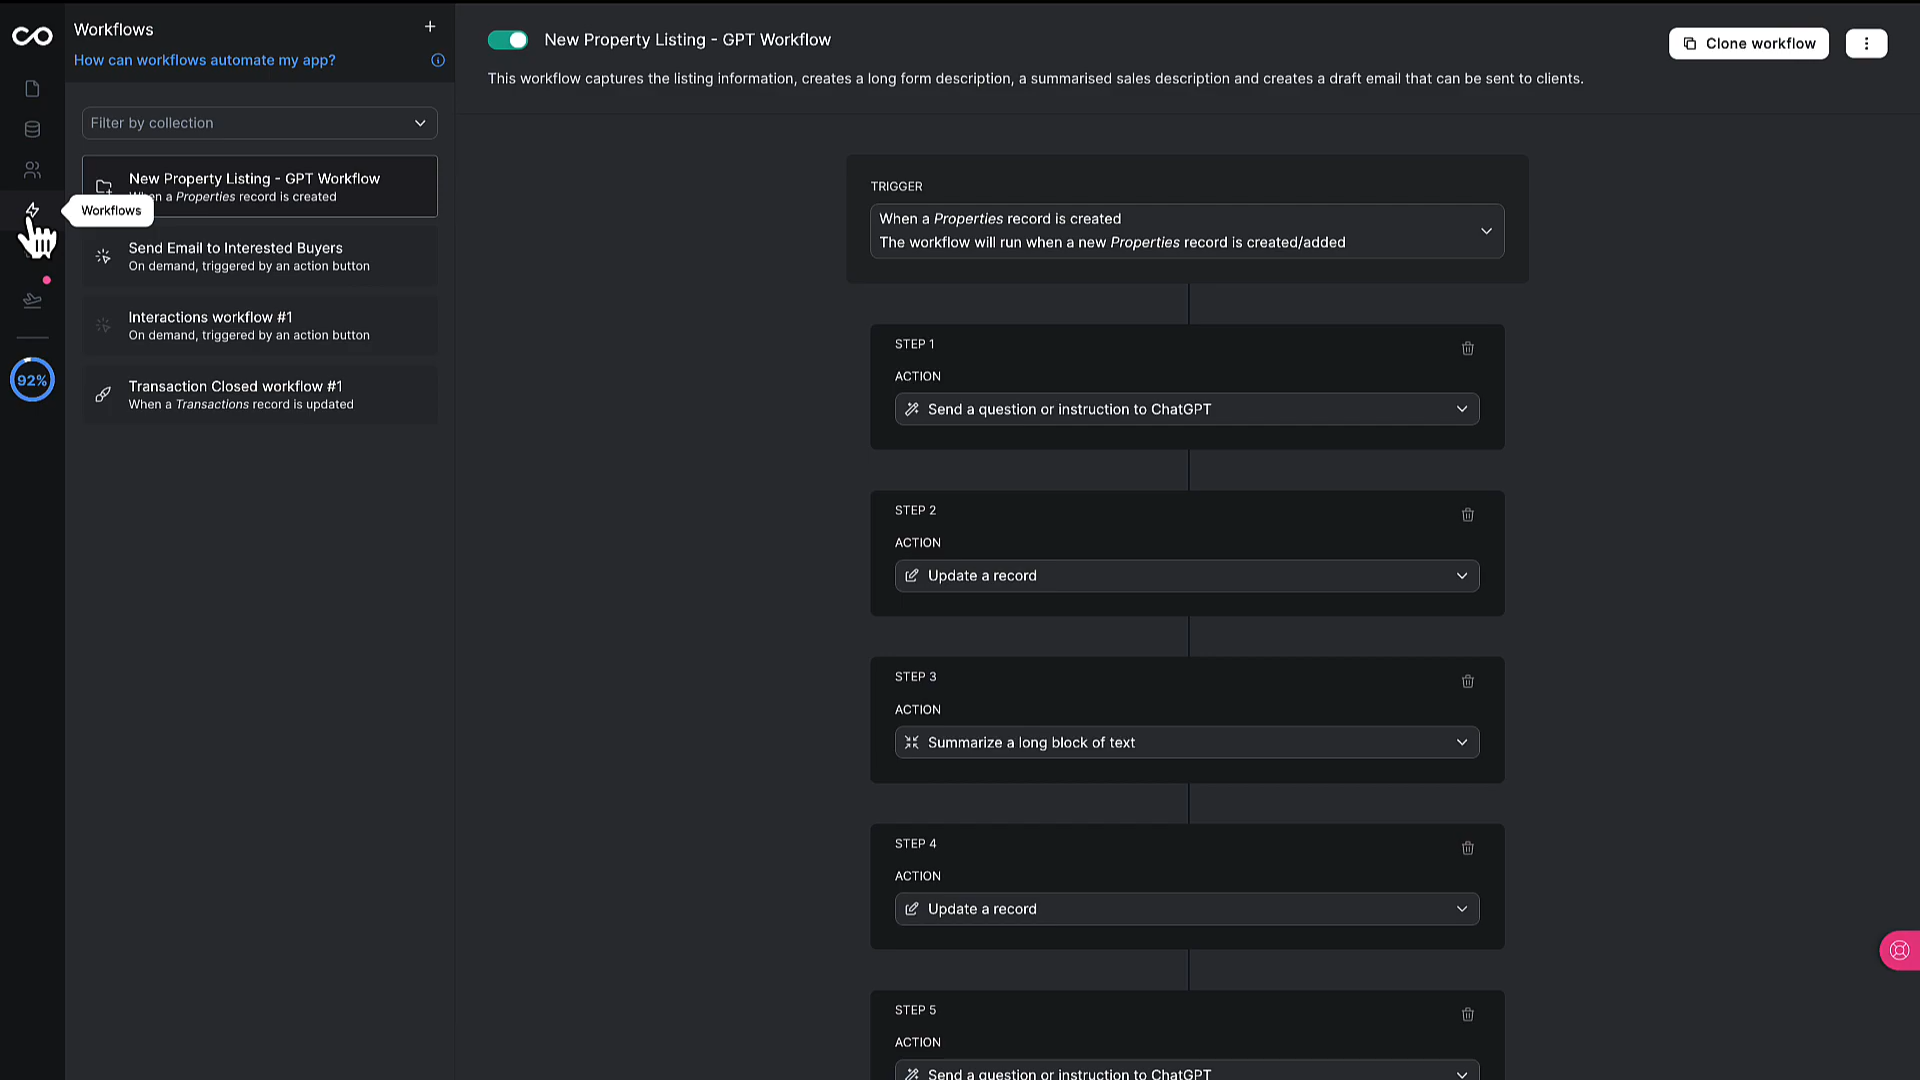 Workflows
How can workflows automate my app?
Filter by collection
New Property Listing - GPT Workflow
en a Properties record is created
Workflows
Send Email to Interested Buyers
On demand, triggered by an action button
Interactions workflow #1
On demand, triggered by an action button
Transaction Closed workflow #1
When a Transactions record is updated
92%
New Property Listing - GPT Workflow
Clone workflow
This workflow captures the listing information, creates a long form description, a summarised sales description and creates a draft email that can be sent to clients.
TRIGGER
When a Properties record is created
The workflow will run when a new Properties record is created/added
STEP 1
ACTION
Send a question or instruction to ChatGPT
STEP 2
ACTION
Update a record
STEP 3
ACTION
Summarize a long block of text
STEP 4
ACTION
Update a record
STEP 5
ACTION
Send a question or instruction to ChatGPT